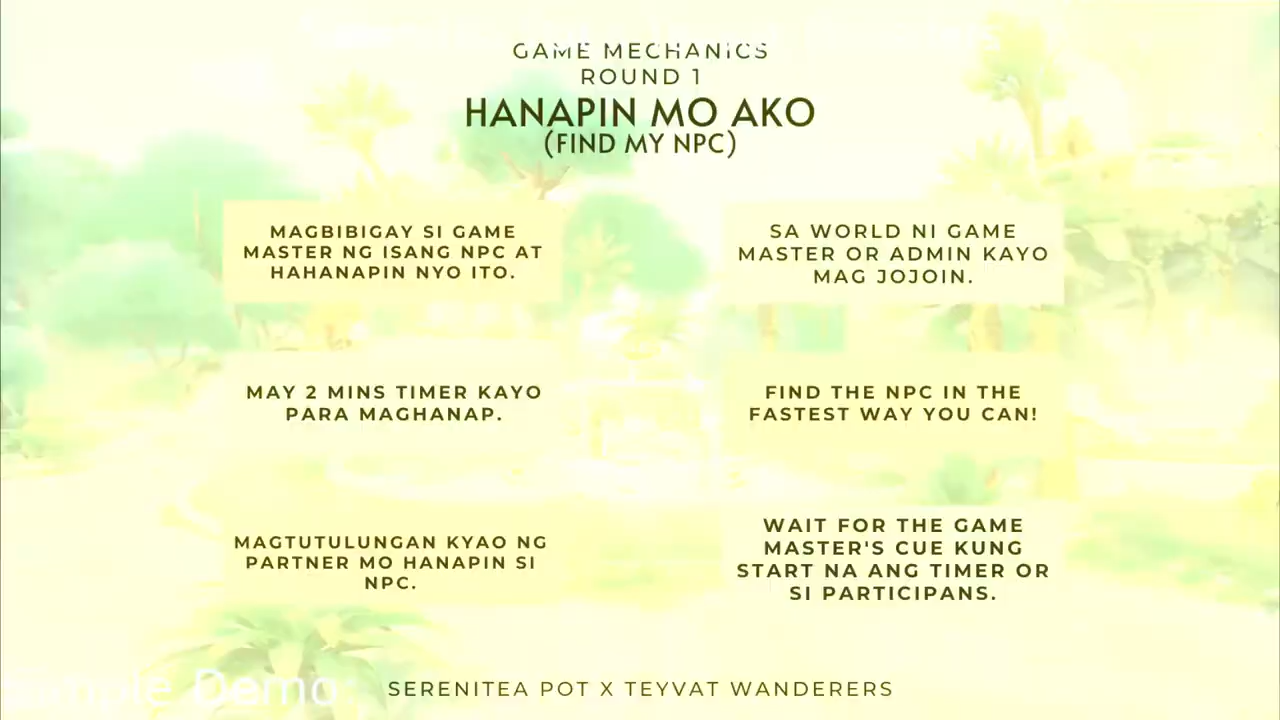 GAME MECHANICS
ROUND 1
HANAPIN MO AKO
(FIND MY NPC)
MAGBIBIGAY SI GAME
MASTER NG ISANG NPC AT
HAHANAPIN NYO ITO.
SA WORLD NI GAME
MASTER OR ADMIN KAYO
MAG JOJOIN.
MAY 2 MINS TIMER KAYO
PARA MAGHANAP.
FIND THE NPC IN THE
FASTEST WAY YOU CAN!
MAGTUTULUNGAN KYAO NG
PARTNER MO HANAPIN SI
NPC.
WAIT FOR THE GAME
MASTER'S CUE KUNG
START NA ANG TIMER OR
SI PARTICIPANS.
Demo
SERENITEA POT X TEYVAT WANDERERS